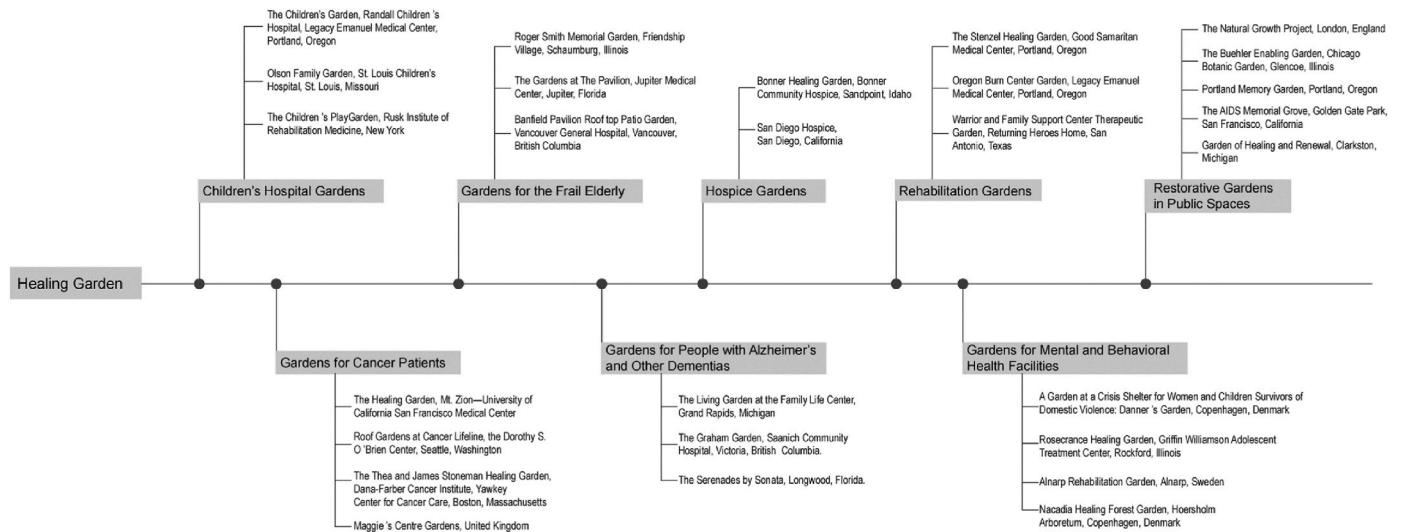 Healing Garden
The Children's Garden, Randall Children 's
Hospital, Legacy Emanuel Medical Center,
Portland, Oregon
Olson Family Garden, St. Louis Children's
Hospital, St. Louis, Missouri
The Children 's PlayGarden, Rusk Institute of
Rehabilitation Medicine, New York
Children's Hospital Gardens
Roger Smith Memorial Garden, Friendship
Village, Schaumburg, Illinois
The Gardens at The Pavilion, Jupiter Medical
Center, Jupiter, Florida
Banfield Pavilion Roof top Patio Garden,
Vancouver General Hospital, Vancouver,
British Columbia
Gardens for the Frail Elderly
Bonner Healing Garden, Bonner
Community Hospice, Sandpoint, Idaho
San Diego Hospice,
San Diego, California
Hospice Gardens
The Stenzel Healing Garden, Good Samaritan
Medical Center, Portland, Oregon
Oregon Burn Center Garden, Legacy Emanuel
Medical Center, Portland, Oregon
Warrior and Family Support Center Therapeutic
Garden, Returning Heroes Home, San
Antonio, Texas
Rehabilitation Gardens
The Natural Growth Project, London, England
The Buehler Enabling Garden, Chicago
Botanic Garden, Glencoe, Illinois
Portland Memory Garden, Portland, Oregon
The AIDS Memorial Grove, Golden Gate Park,
San Francisco, California
Garden of Healing and Renewal, Clarkston,
Michigan
Restorative Gardens
in Public Spaces
Gardens for Cancer Patients
The Healing Garden, Mt. Zion—University of
California San Francisco Medical Center
Roof Gardens at Cancer Lifeline, the Dorothy S.
O 'Brien Center, Seattle, Washington
The Thea and James Stoneman Healing Garden,
Dana-Farber Cancer Institute, Yawkey
Center for Cancer Care, Boston, Massachusetts
Maggie 's Centre Gardens, United Kingdom
Gardens for People with Alzheimer's
and Other Dementias
The Living Garden at the Family Life Center,
Grand Rapids, Michigan
The Graham Garden, Saanich Community
Hospital, Victoria, British Columbia.
The Serenades by Sonata, Longwood, Florida.
Gardens for Mental and Behavioral
Health Facilities
A Garden at a Crisis Shelter for Women and Children Survivors of
Domestic Violence: Danner 's Garden, Copenhagen, Denmark
Rosecrance Healing Garden, Griffin Williamson Adolescent
Treatment Center, Rockford, Illinois
Alnarp Rehabilitation Garden, Alnarp, Sweden
Nacadia Healing Forest Garden, Hoersholm
Arboretum, Copenhagen, Denmark